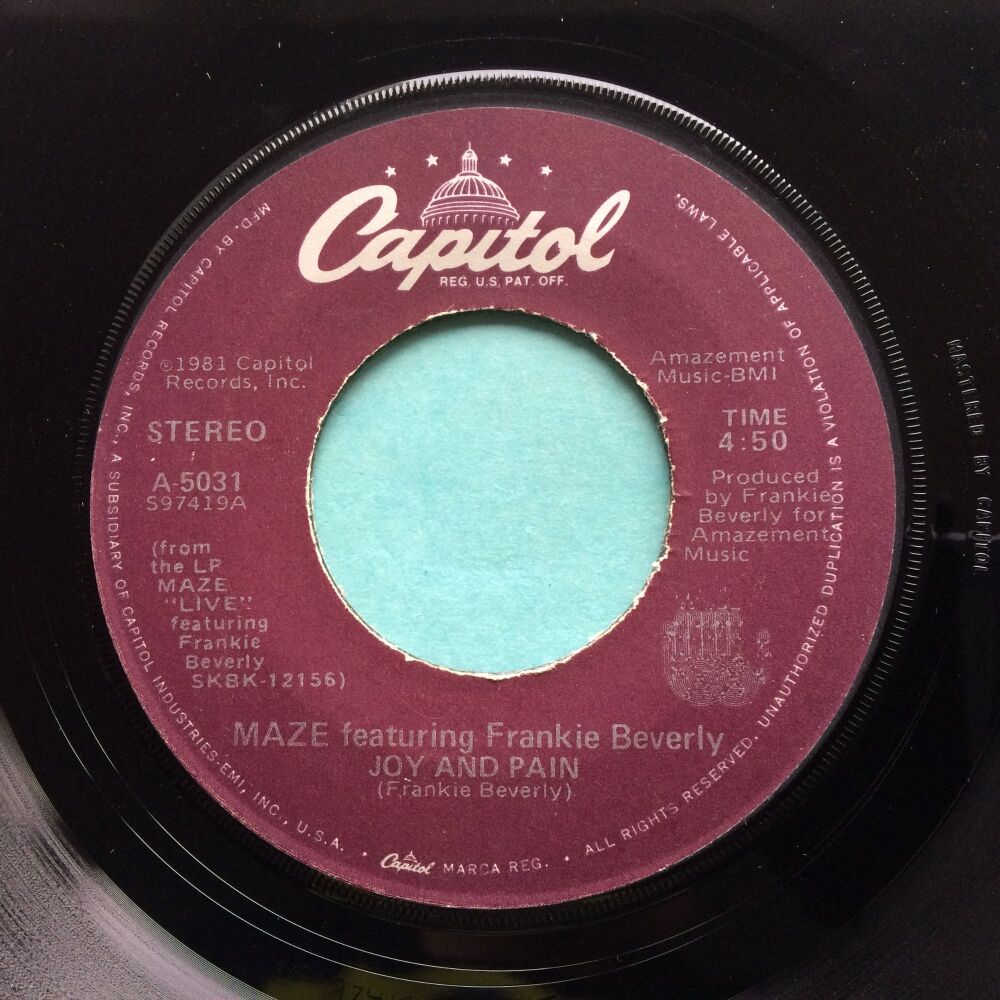 Capitol
REG. U.S. PAT. OFF.
MFD. BY CAPITOL RECORDS, INC., A SUBSIDIARY OF CAPITOL INDUSTRIES-EMI, INC., U.S.A. • Capitol MARCA REG. • ALL RIGHTS RESERVED. UNAUTHORIZED DUPLICATION IS A VIOLATION OF APPLICABLE LAWS.
©1981 Capitol
Records, Inc.
STEREO
A-5031
S97419A
(from
the LP
MAZE
"LIVE"
featuring
Frankie
Beverly
SKBK-12156)
Amazement
Music-BMI
TIME
4:50
Produced
by Frankie
Beverly for
Amazement
Music
MAZE featuring Frankie Beverly
JOY AND PAIN
(Frankie Beverly)
MASTERED BY CAPITOL